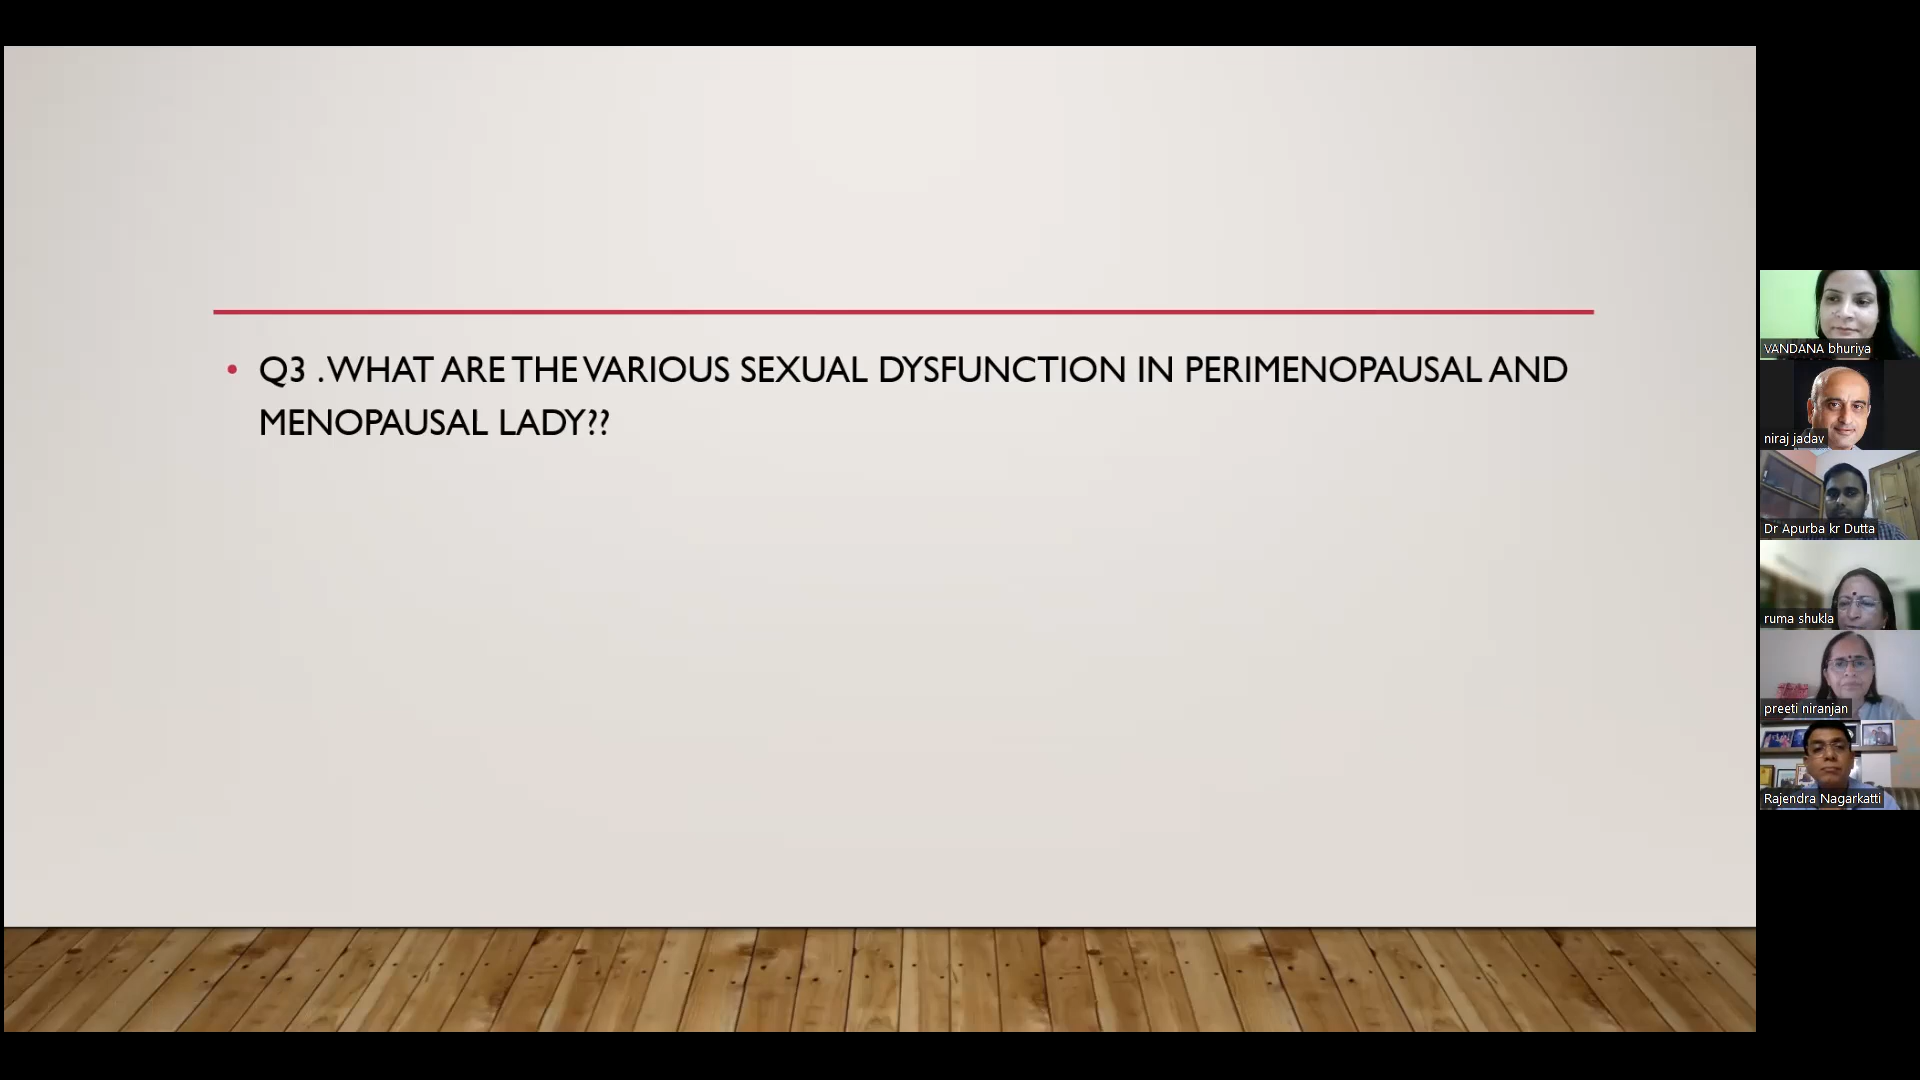 • Q3 .WHAT ARE THE VARIOUS SEXUAL DYSFUNCTION IN PERIMENOPAUSAL AND
MENOPAUSAL LADY??
VANDANA bhuriya
niraj jadav
Dr Apurba kr Dutta
ruma shukla
preeti niranjan
Rajendra Nagarkatti